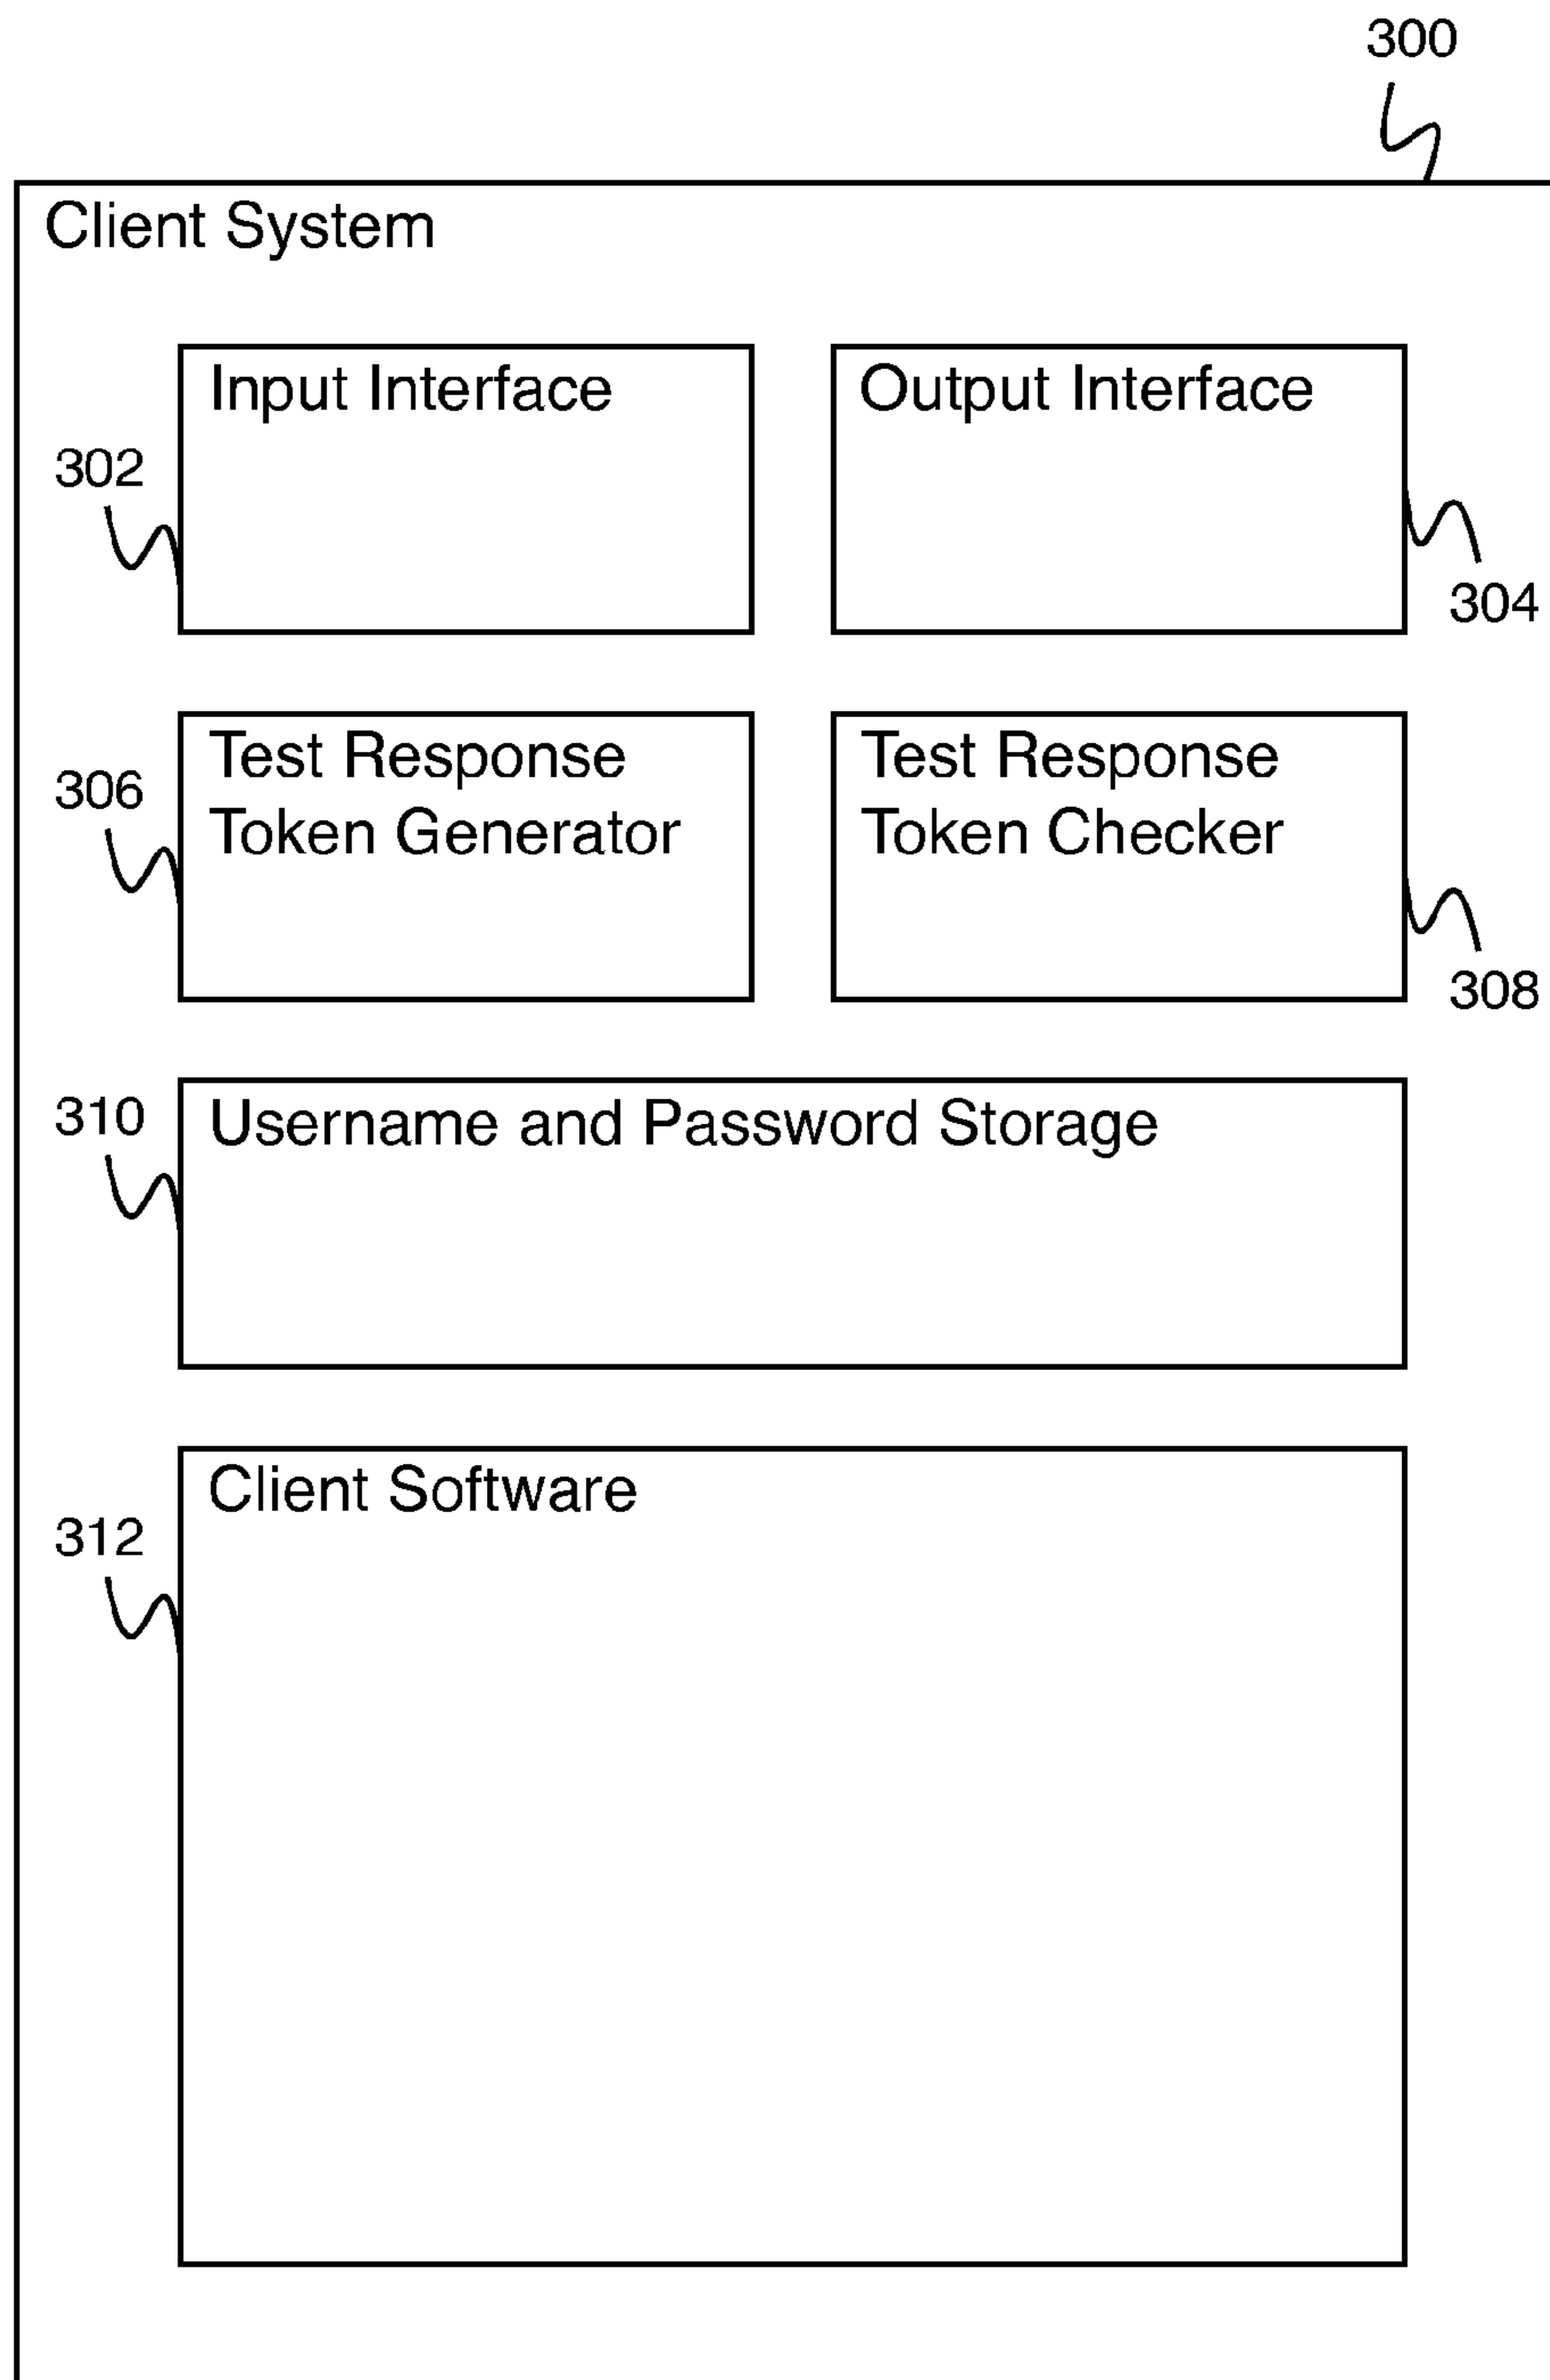 300
Client System
Input Interface
Output Interface
302
304
Test Response
Token Generator
Test Response
Token Checker
306
308
310
Username and Password Storage
Client Software
312